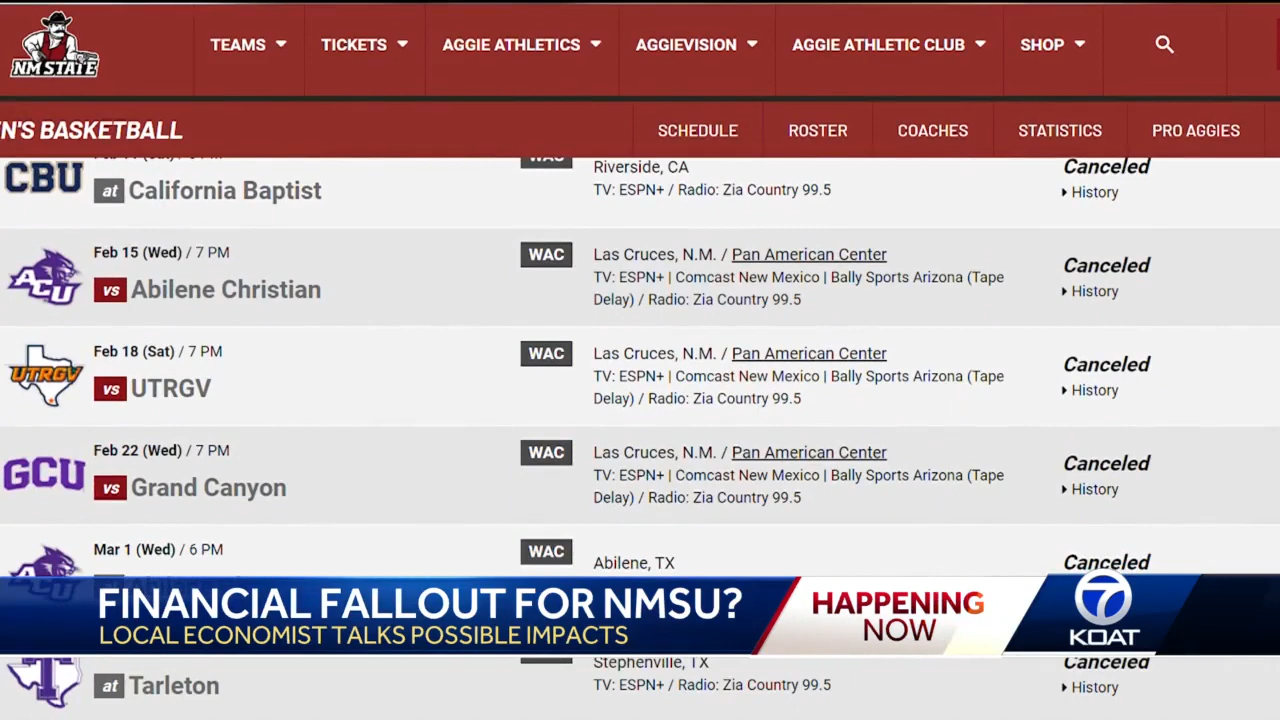 NM STATE
TEAMS
TICKETS
AGGIE ATHLETICS
AGGIEVISION
AGGIE ATHLETIC CLUB
SHOP
N'S BASKETBALL
SCHEDULE
ROSTER
COACHES
STATISTICS
PRO AGGIES
CBU
at California Baptist
WAC
Riverside, CA
TV: ESPN+ / Radio: Zia Country 99.5
Canceled
History
ACU
Feb 15 (Wed) / 7 PM
vs Abilene Christian
WAC
Las Cruces, N.M. / Pan American Center
TV: ESPN+ | Comcast New Mexico | Bally Sports Arizona (Tape
Delay) / Radio: Zia Country 99.5
Canceled
History
UTRGV
Feb 18 (Sat) / 7 PM
vs UTRGV
WAC
Las Cruces, N.M. / Pan American Center
TV: ESPN+ | Comcast New Mexico | Bally Sports Arizona (Tape
Delay) / Radio: Zia Country 99.5
Canceled
History
GCU
Feb 22 (Wed) / 7 PM
vs Grand Canyon
WAC
Las Cruces, N.M. / Pan American Center
TV: ESPN+ | Comcast New Mexico | Bally Sports Arizona (Tape
Delay) / Radio: Zia Country 99.5
Canceled
History
Mar 1 (Wed) / 6 PM
WAC
Abilene, TX
Canceled
FINANCIAL FALLOUT FOR NMSU?
LOCAL ECONOMIST TALKS POSSIBLE IMPACTS
HAPPENING
NOW
7
KOAT
T
at Tarleton
Stephenville, TX
TV: ESPN+ / Radio: Zia Country 99.5
Canceled
History